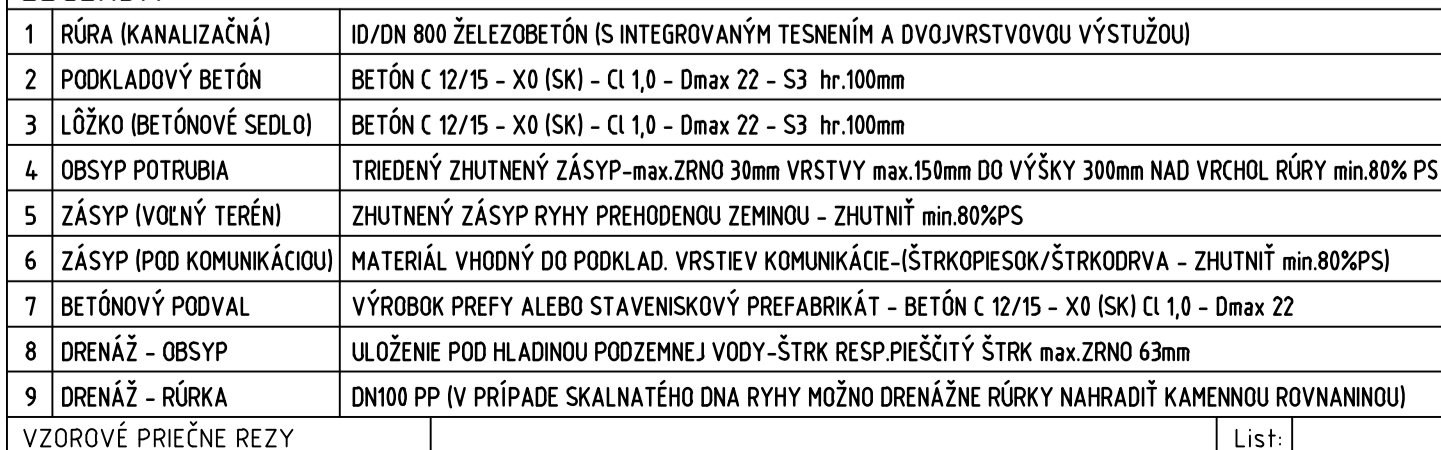 1 RÚRA (KANALIZAČNÁ) ID/DN 800 ŽELEZOBETÓN (S INTEGROVANÝM TESNENÍM A DVOJVRSTVOVOU VÝSTUŽOU)
2 PODKLADOVÝ BETÓN BETÓN C 12/15 - X0 (SK) - Cl 1,0 - Dmax 22 - S3 hr.100mm
3 LÔŽKO (BETÓNOVÉ SEDLO) BETÓN C 12/15 - X0 (SK) - Cl 1,0 - Dmax 22 - S3 hr.100mm
4 OBSYP POTRUBIA TRIEDENÝ ZHUTNENÝ ZÁSYP-max.ZRNO 30mm VRSTVY max.150mm DO VÝŠKY 300mm NAD VRCHOL RÚRY min.80% PS
5 ZÁSYP (VOĽNÝ TERÉN) ZHUTNENÝ ZÁSYP RYHY PREHODENOU ZEMINOU - ZHUTNIŤ min.80%PS
6 ZÁSYP (POD KOMUNIKÁCIOU) MATERIÁL VHODNÝ DO PODKLAD. VRSTIEV KOMUNIKÁCIE-(ŠTRKOPIESOK/ŠTRKODRVA - ZHUTNIŤ min.80%PS)
7 BETÓNOVÝ PODVAL VÝROBOK PREFY ALEBO STAVENISKOVÝ PREFABRIKÁT - BETÓN C 12/15 - X0 (SK) Cl 1,0 - Dmax 22
8 DRENÁŽ - OBSYP ULOŽENIE POD HLADINOU PODZEMNEJ VODY-ŠTRK RESP.PIEŠČITÝ ŠTRK max.ZRNO 63mm
9 DRENÁŽ - RÚRKA DN100 PP (V PRÍPADE SKALNATÉHO DNA RYHY MOŽNO DRENÁŽNE RÚRKY NAHRADIŤ KAMENNOU ROVNANINOU)
VZOROVÉ PRIEČNE REZY List: